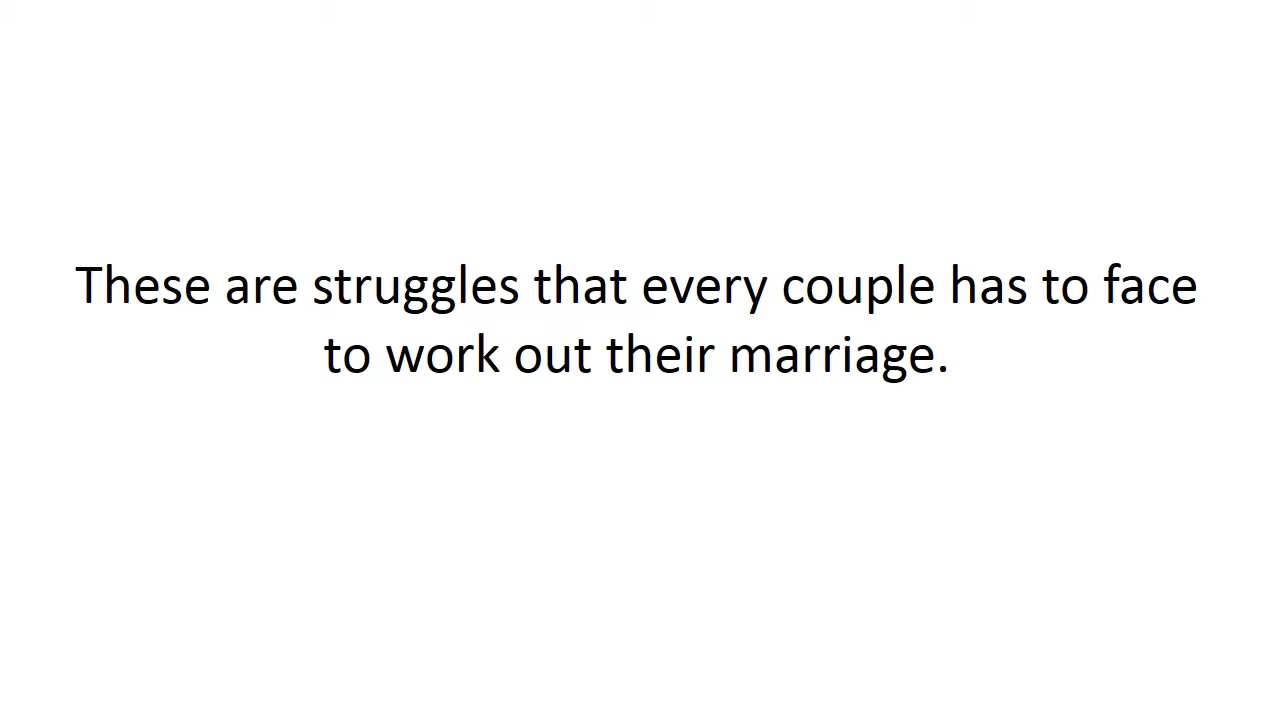 These are struggles that every couple has to face
to work out their marriage.